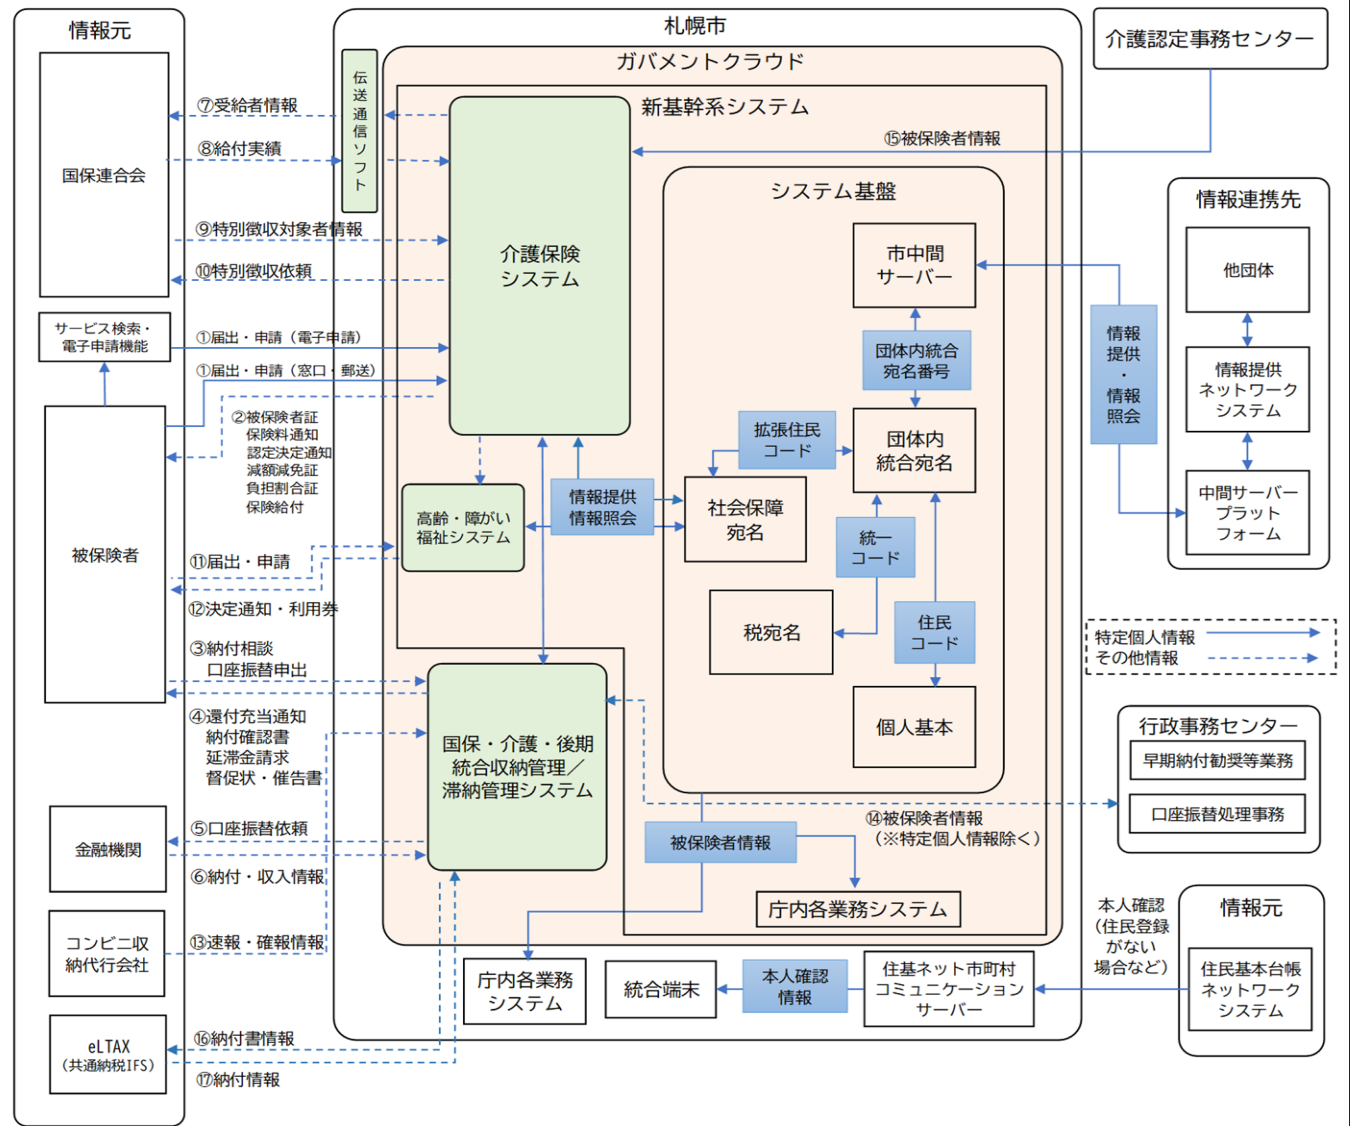 情報元
国保連合会
サービス検索・
電子申請機能
被保険者
金融機関
コンビニ収
納代行会社
eLTAX
(共通納税IFS)
⑦受給者情報
⑧給付実績
⑨特別徴収対象者情報
⑩特別徴収依頼
①届出・申請(電子申請)
①届出・申請(窓口・郵送)
②被保険者証
保険料通知
認定決定通知
減額減免証
負担割合証
保険給付
⑪届出・申請
⑫決定通知・利用券
③納付相談
口座振替申出
④還付充当通知
納付確認書
延滞金請求
督促状・催告書
⑤口座振替依頼
⑥納付・収入情報
⑬速報・確報情報
⑯納付書情報
⑰納付情報
札幌市
伝送通信ソフト
ガバメントクラウド
新基幹系システム
介護保険
システム
高齢・障がい
福祉システム
情報提供
情報照会
国保・介護・後期
統合収納管理/
滞納管理システム
システム基盤
市中間
サーバー
団体内統合
宛名番号
拡張住民
コード
団体内
統合宛名
社会保障
宛名
統一
コード
税宛名
住民
コード
個人基本
⑮被保険者情報
⑭被保険者情報
(※特定個人情報除く)
被保険者情報
庁内各業務システム
庁内各業務
システム
統合端末
本人確認
情報
住基ネット市町村
コミュニケーション
サーバー
介護認定事務センター
情報連携先
他団体
情報提供
ネットワーク
システム
中間サーバー
プラット
フォーム
情報
提供
・
情報
照会
特定個人情報
その他情報
行政事務センター
早期納付勧奨等業務
口座振替処理事務
本人確認
(住民登録
がない
場合など)
情報元
住民基本台帳
ネットワーク
システム